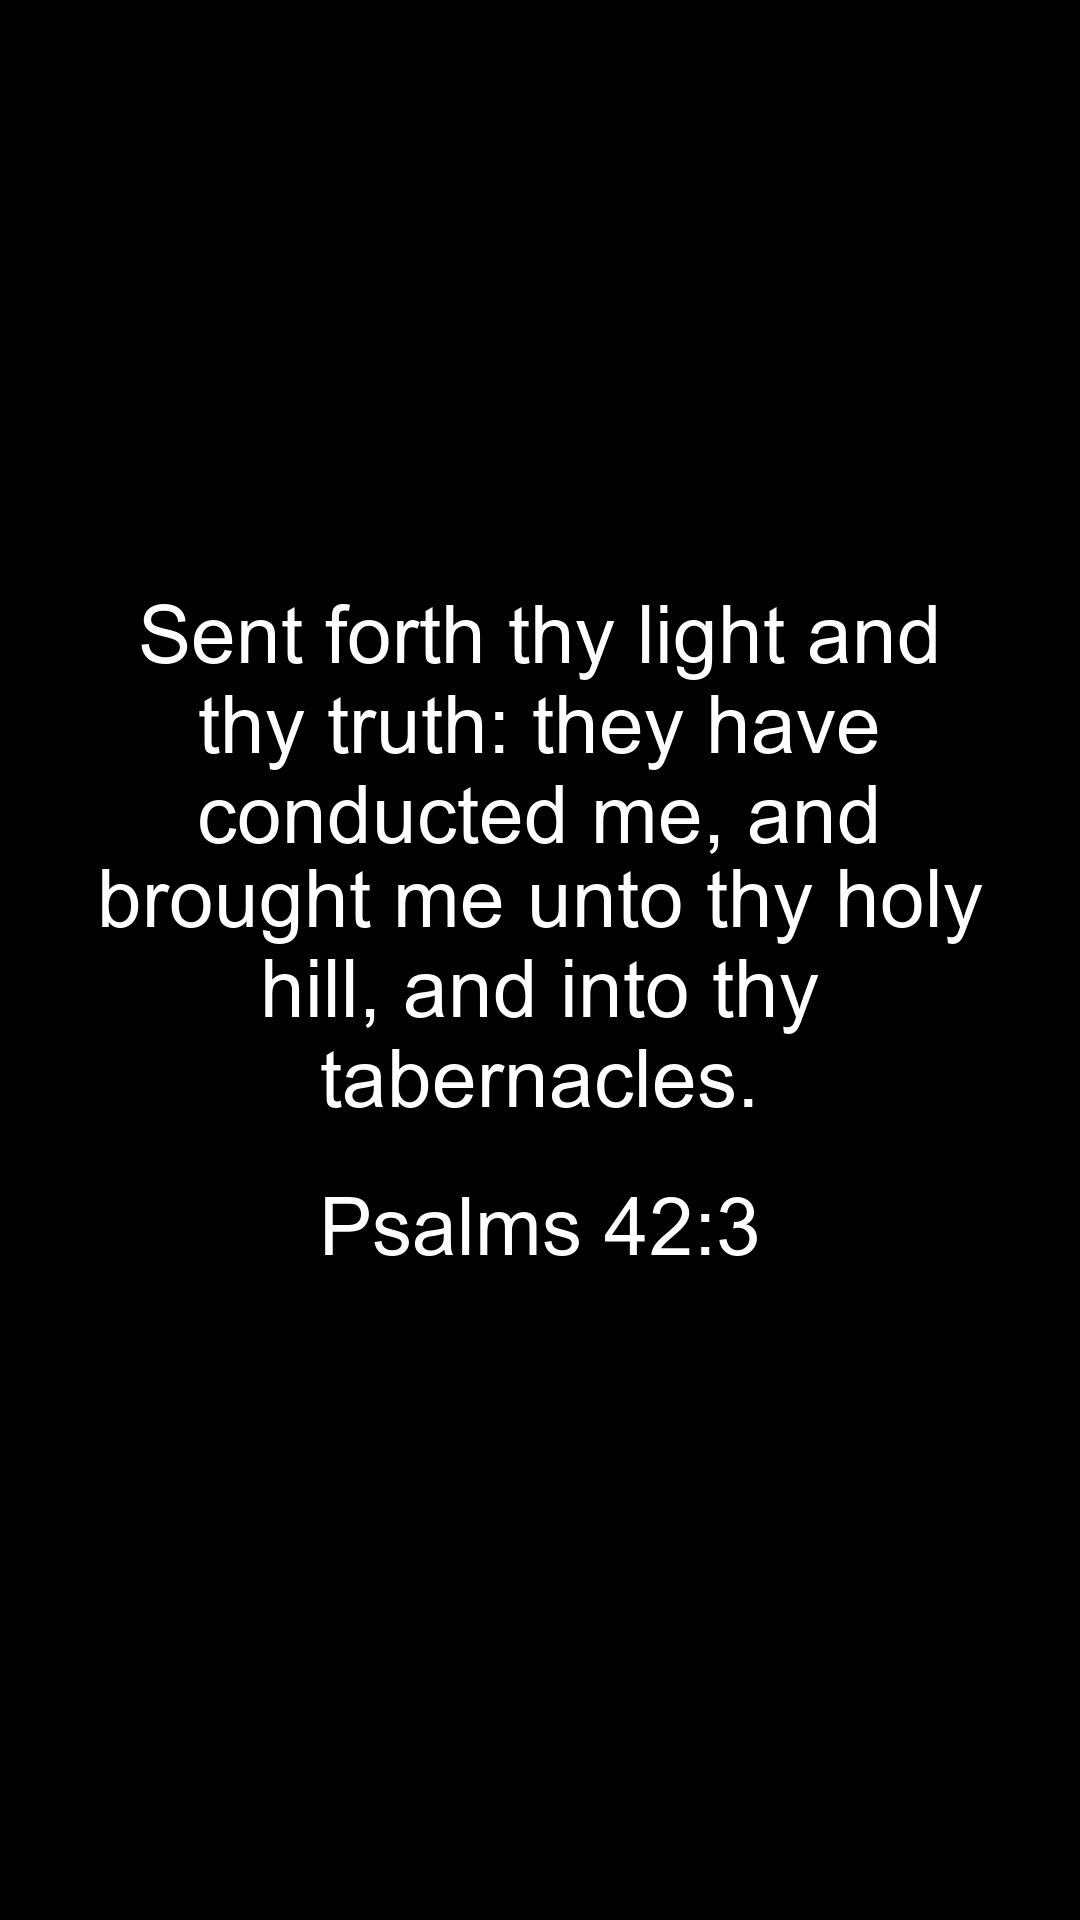 Sent forth thy light and
thy truth: they have
conducted me, and
brought me unto thy holy
hill, and into thy
tabernacles.
Psalms 42:3